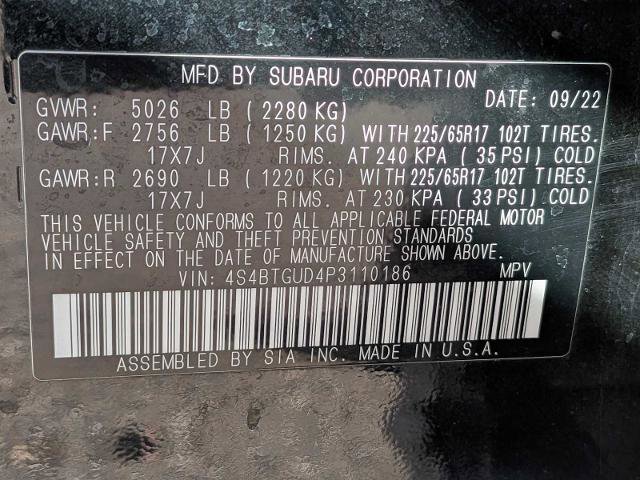 MFD BY SUBARU CORPORATION
DATE: 09/22
GVWR: 5026 LB ( 2280 KG)
GAWR:F 2756 LB ( 1250 KG) WITH 225/65R17 102T TIRES.
17X7J RIMS. AT 240 KPA ( 35 PSI) COLD
GAWR:R 2690 LB ( 1220 KG) WITH 225/65R17 102T TIRES.
17X7J RIMS. AT 230 KPA ( 33 PSI) COLD
THIS VEHICLE CONFORMS TO ALL APPLICABLE FEDERAL MOTOR
VEHICLE SAFETY AND THEFT PREVENTION STANDARDS
IN EFFECT ON THE DATE OF MANUFACTURE SHOWN ABOVE.
VIN: 4S4BTGUD4P3110186 MPV
ASSEMBLED BY SIA INC. MADE IN U.S.A.